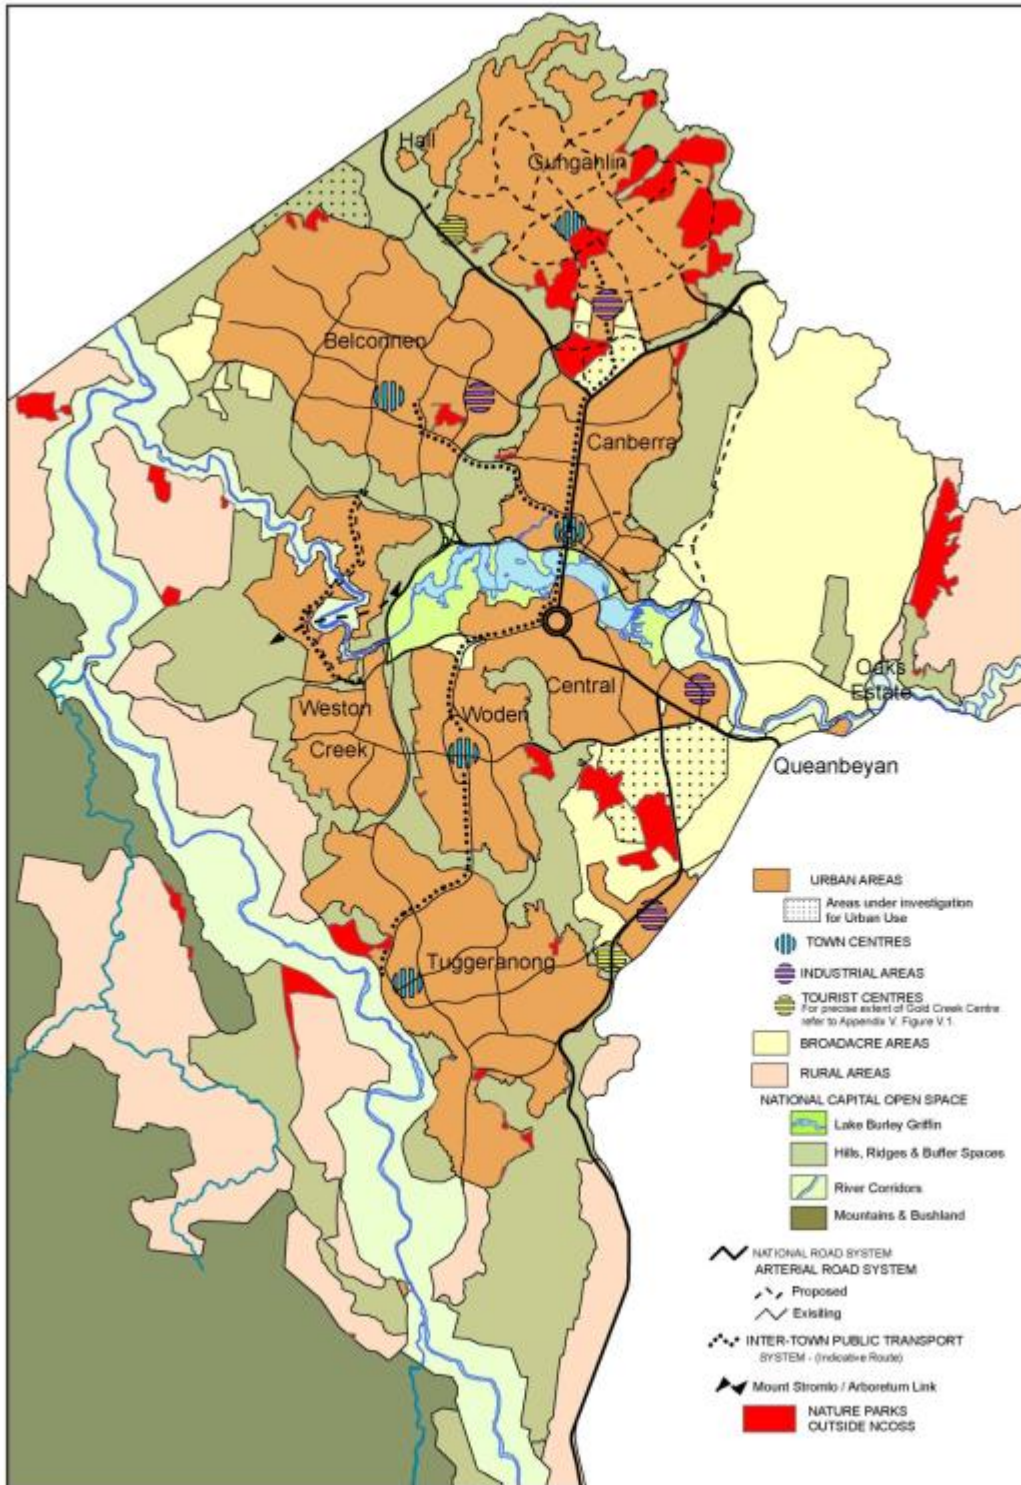 Hall
Gungahlin
Belconnen
Canberra
Oaks
Estate
Central
Weston
Creek
Woden
Queanbeyan
Tuggeranong
URBAN AREAS
Areas under investigation
for Urban Use
TOWN CENTRES
INDUSTRIAL AREAS
TOURIST CENTRES
For precise extent of Gold Creek Centre
refer to Appendix V. Figure V.1.
BROADACRE AREAS
RURAL AREAS
NATIONAL CAPITAL OPEN SPACE
Lake Burley Griffin
Hills, Ridges & Buffer Spaces
River Corridors
Mountains & Bushland
NATIONAL ROAD SYSTEM
ARTERIAL ROAD SYSTEM
Proposed
Exisiting
INTER-TOWN PUBLIC TRANSPORT
SYSTEM - (Indicative Route)
Mount Stromlo / Arboretum Link
NATURE PARKS
OUTSIDE NCOSS